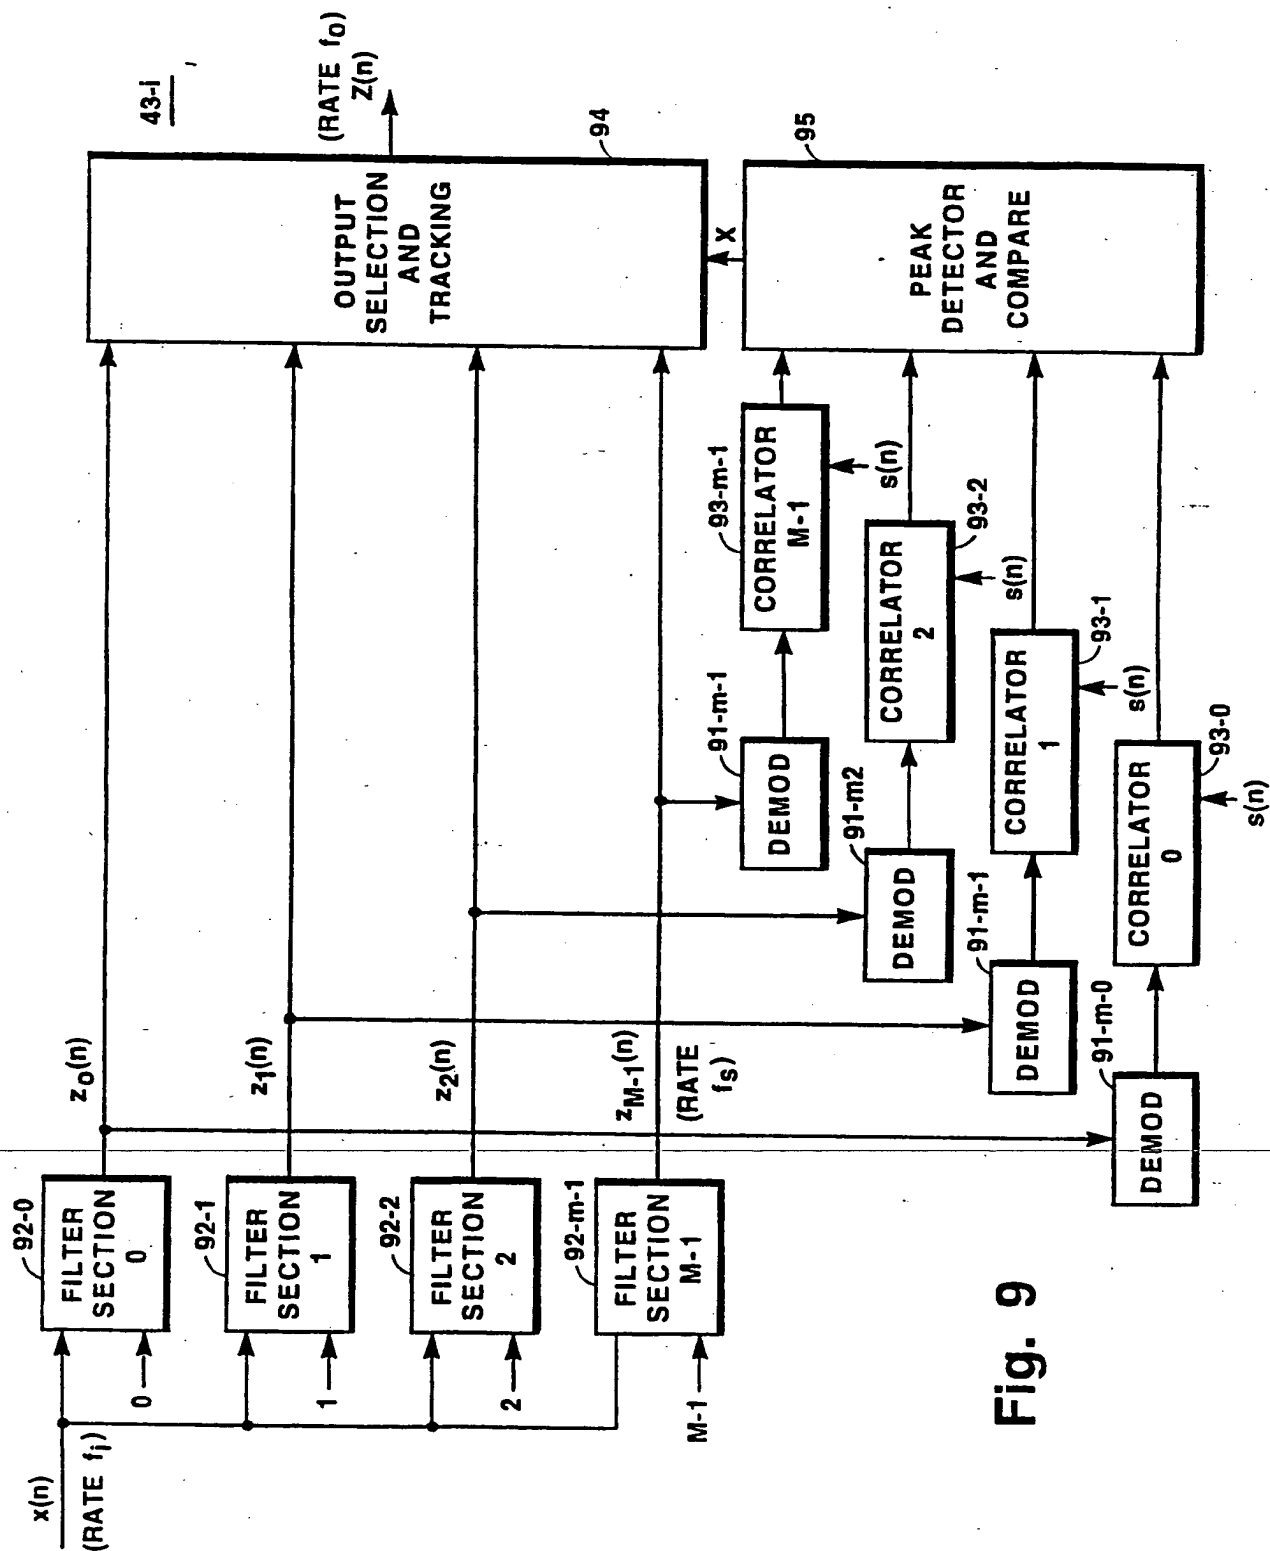 43-i
x(n)
(RATE fi)
0
1
2
M-1
92-0
FILTER
SECTION
0
92-1
FILTER
SECTION
1
92-2
FILTER
SECTION
2
92-m-1
FILTER
SECTION
M-1
z0(n)
z1(n)
z2(n)
zM-1(n)
(RATE
fs)
OUTPUT
SELECTION
AND
TRACKING
94
(RATE fo)
Z(n)
X
91-m-1
DEMOD
93-m-1
CORRELATOR
M-1
s(n)
91-m2
DEMOD
CORRELATOR
2
93-2
s(n)
91-m-1
DEMOD
CORRELATOR
1
93-1
s(n)
91-m-0
DEMOD
CORRELATOR
0
93-0
s(n)
PEAK
DETECTOR
AND
COMPARE
95
Fig. 9